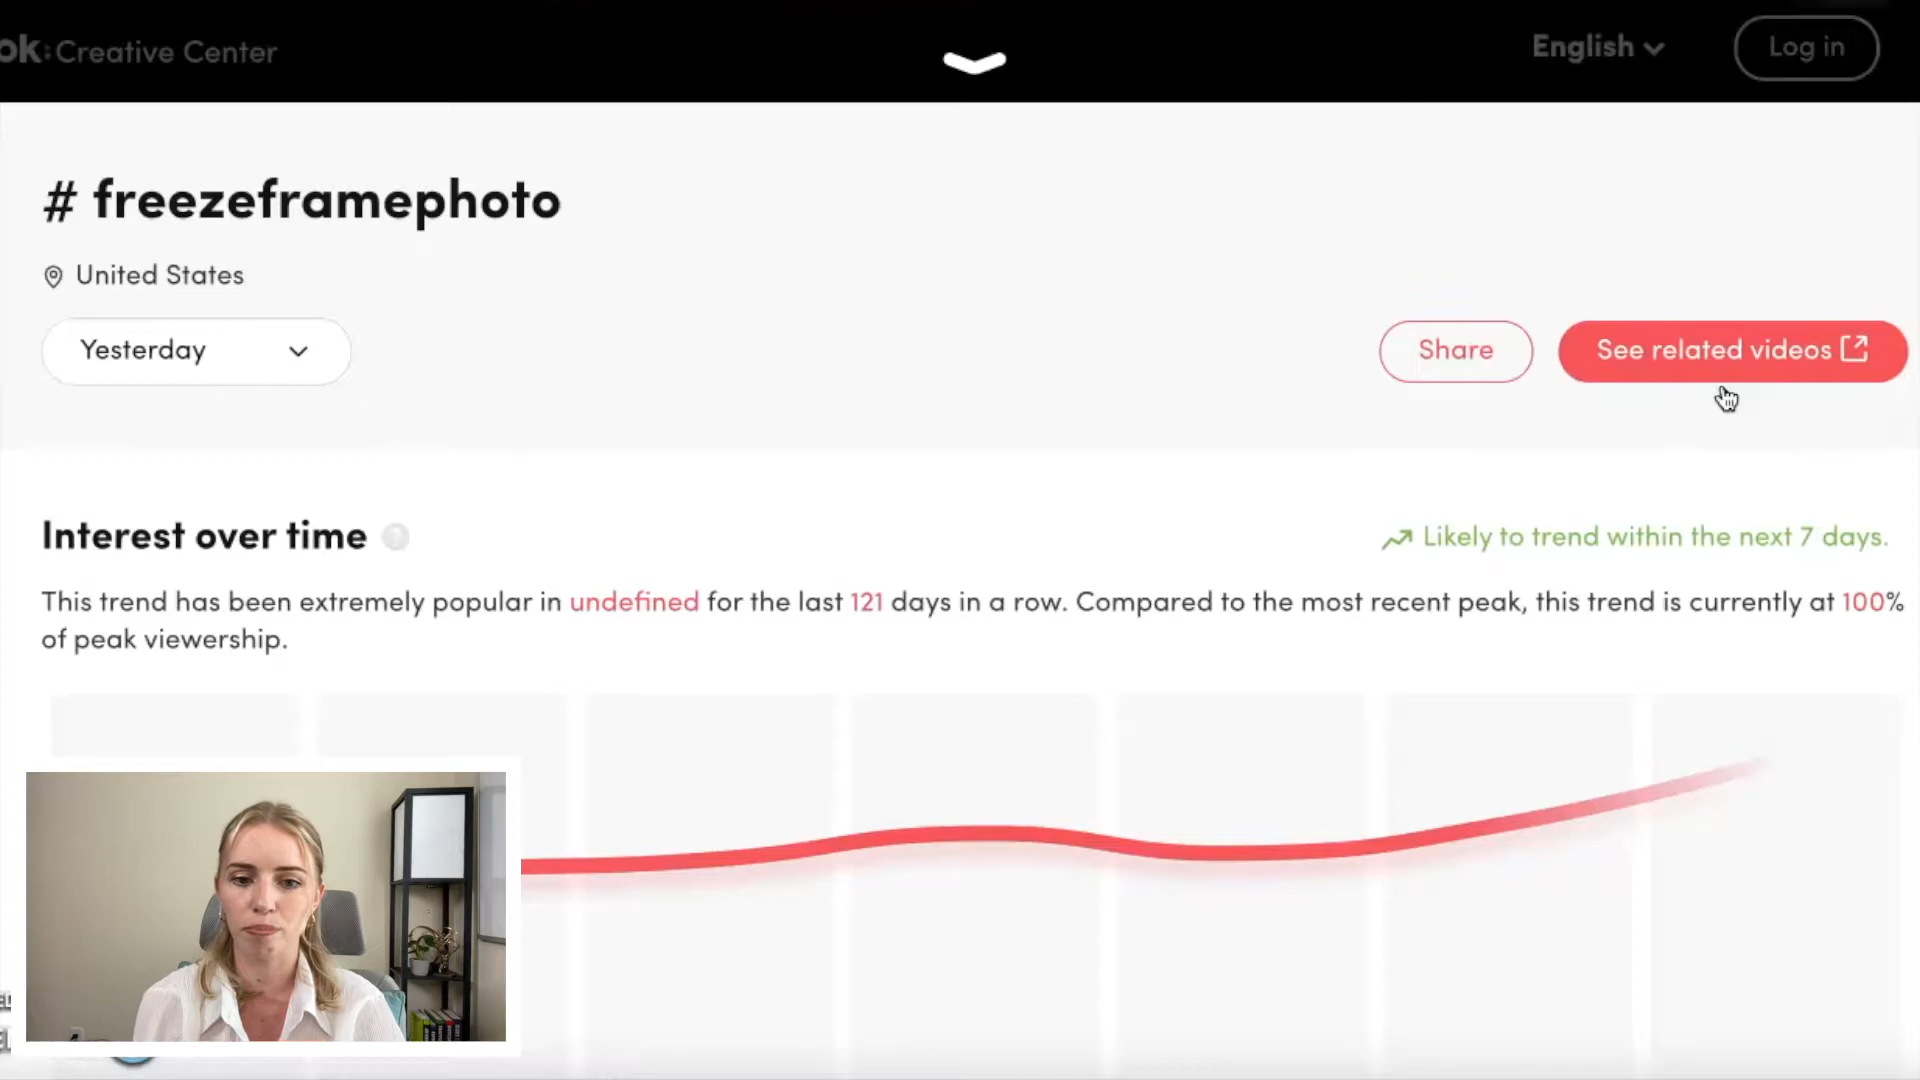 ok: Creative Center
English
Log in
# freezeframephoto
United States
Yesterday
Share
See related videos
Interest over time
?
Likely to trend within the next 7 days.
This trend has been extremely popular in undefined for the last 121 days in a row. Compared to the most recent peak, this trend is currently at 100%
of peak viewership.